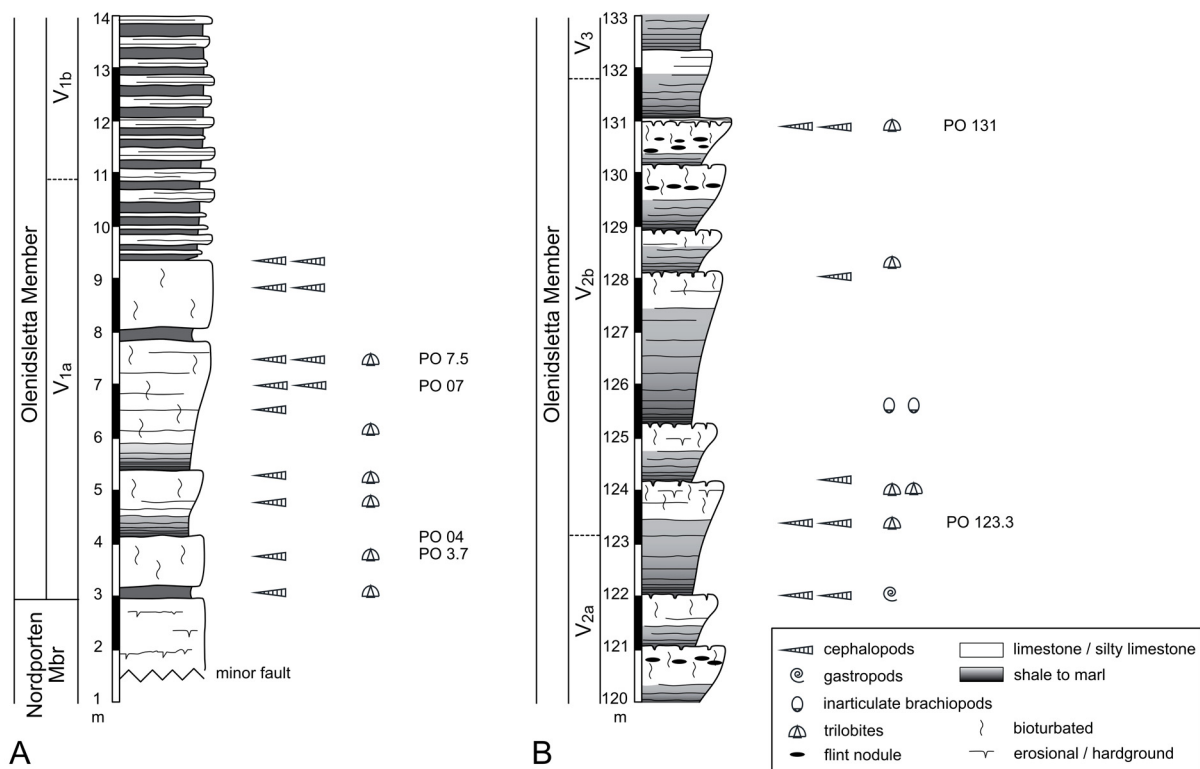 Olenidsletta Member
Nordporten
Mbr
V1b
V1a
14
13
12
11
10
9
8
7
6
5
4
3
2
1
m
minor fault
PO 7.5
PO 07
PO 04
PO 3.7
A
Olenidsletta Member
V3
V2b
V2a
133
132
131
130
129
128
127
126
125
124
123
122
121
120
m
PO 131
PO 123.3
B
cephalopods
gastropods
inarticulate brachiopods
trilobites
flint nodule
limestone / silty limestone
shale to marl
bioturbated
erosional / hardground